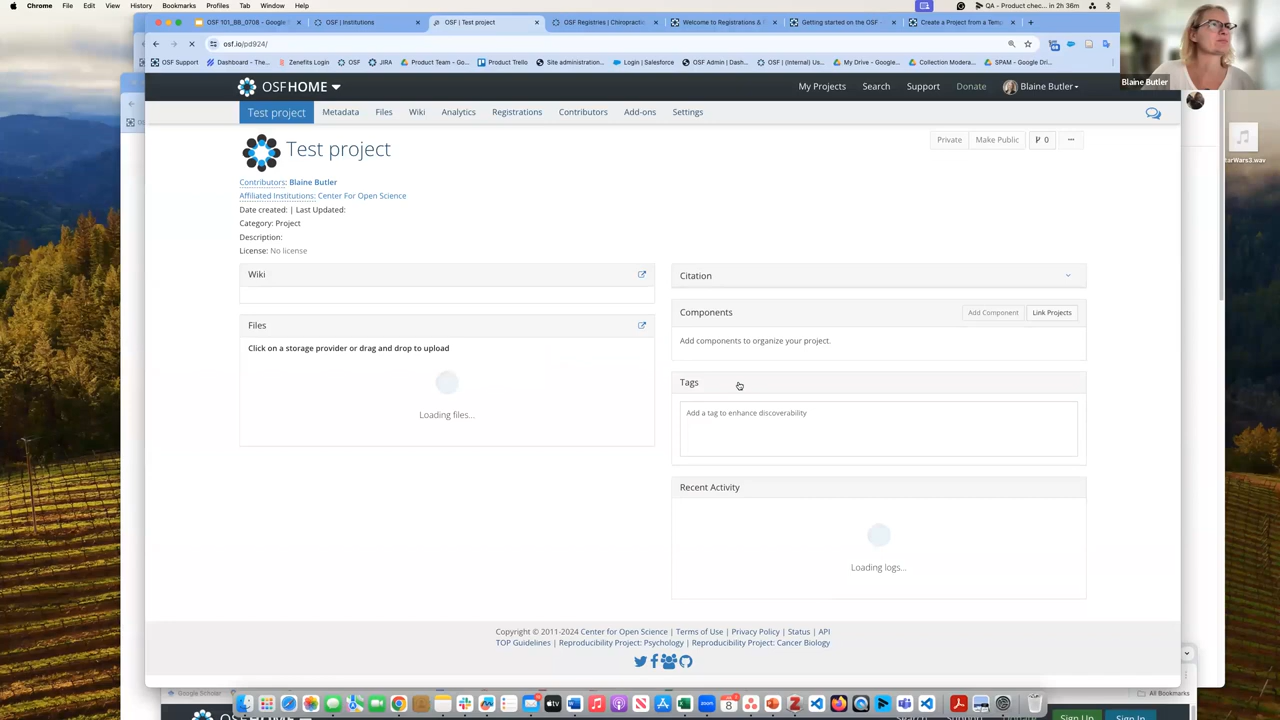 Chrome File Edit View History Bookmarks Profiles Tab Window Help
QA - Product chec... in 2h 36m
OSF 101_BB_0706 - Google
OSF | Institutions
OSF | Test project
OSF Registries | Chiropracti
Welcome to Registrations &
Getting started on the OSF
Create a Project from a Tem
osf.io/pd924/
OSF Support
Dashboard - The...
Zenefits Login
OSF
JIRA
Product Team - Go...
Product Trello
Site administration...
Login | Salesforce
OSF Admin | Dash...
OSF | (Internal) Us...
My Drive - Google...
Collection Modera...
SPAM - Google Dri...
Blaine Butler
OSFHOME
My Projects Search Support Donate Blaine Butler
Test project Metadata Files Wiki Analytics Registrations Contributors Add-ons Settings
Test project
Private Make Public 0 ...
Contributors: Blaine Butler
Affiliated Institutions: Center For Open Science
Date created: | Last Updated:
Category: Project
Description:
License: No license
Wiki
Files
Click on a storage provider or drag and drop to upload
Loading files...
Citation
Components
Add Component Link Projects
Add components to organize your project.
Tags
Add a tag to enhance discoverability
Recent Activity
Loading logs...
Copyright © 2011-2024 Center for Open Science | Terms of Use | Privacy Policy | Status | API
TOP Guidelines | Reproducibility Project: Psychology | Reproducibility Project: Cancer Biology
tarWars3.wav
Google Scholar
All Bookmarks
Sign Up Sign In